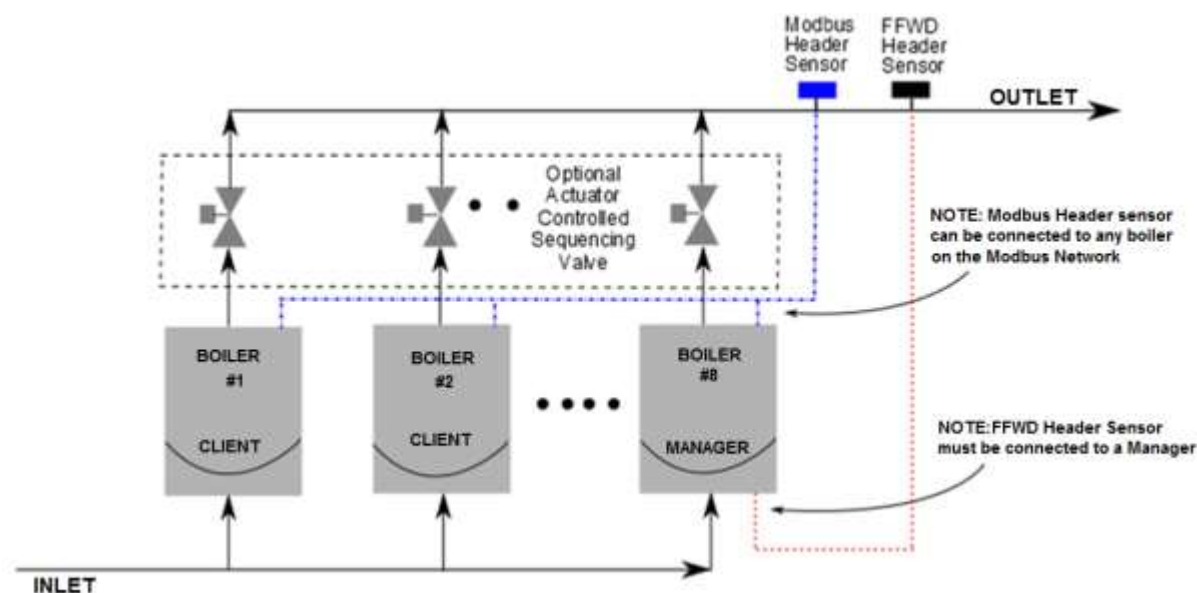 Modbus
Header
Sensor
FFWD
Header
Sensor
OUTLET
Optional
Actuator
Controlled
Sequencing
Valve
NOTE: Modbus Header sensor
can be connected to any boiler
on the Modbus Network
BOILER
#1
CLIENT
BOILER
#2
CLIENT
BOILER
#8
MANAGER
NOTE:FFWD Header Sensor
must be connected to a Manager
INLET